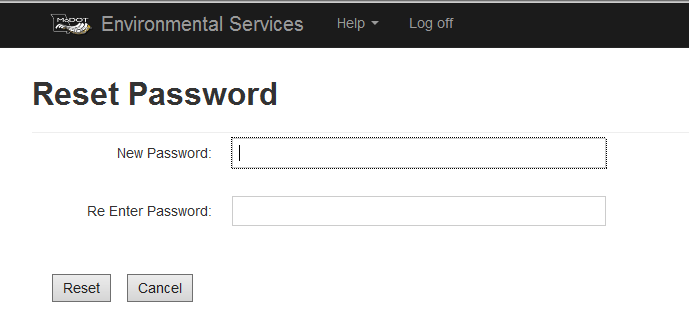 MoDOT Environmental Services Help Log off
Reset Password
New Password:
Re Enter Password:
Reset Cancel